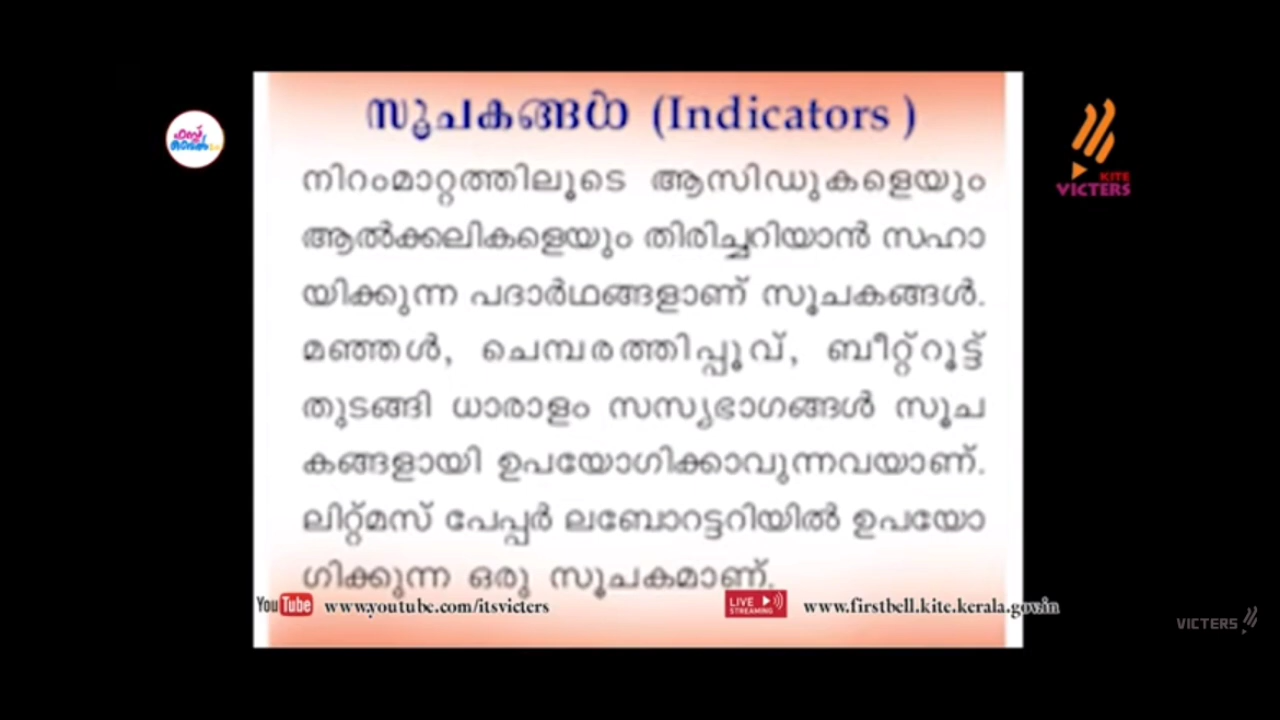 സൂചകങ്ങൾ (Indicators )
നിറംമാറ്റത്തിലൂടെ ആസിഡുകളെയും
ആൽക്കലികളെയും തിരിച്ചറിയാൻ സഹാ
യിക്കുന്ന പദാർഥങ്ങളാണ് സൂചകങ്ങൾ.
മഞ്ഞൾ, ചെമ്പരത്തിപ്പൂവ്, ബീറ്റ്റൂട്ട്
തുടങ്ങി ധാരാളം സസ്യഭാഗങ്ങൾ സൂച
കങ്ങളായി ഉപയോഗിക്കാവുന്നവയാണ്.
ലിറ്റ്മസ് പേപ്പർ ലബോറട്ടറിയിൽ ഉപയോ
ഗിക്കുന്ന ഒരു സൂചകമാണ്.
YouTube www.youtube.com/itsvicters
LIVE STREAMING www.firstbell.kite.kerala.gov.in
KITE
VICTERS
VICTERS